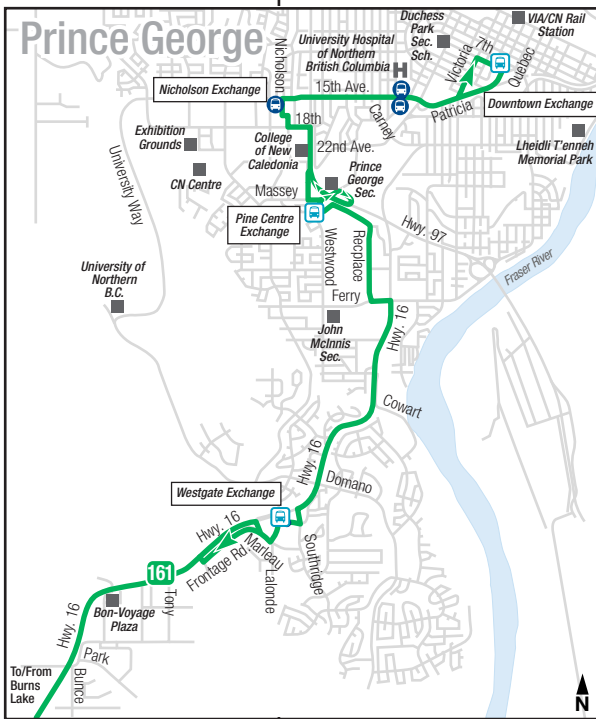 Prince George
Duchess
Park
Sec.
Sch.
VIA/CN Rail
Station
University Hospital
of Northern
British Columbia
H
Nicholson
Victoria
7th
Quebec
Nicholson Exchange
15th Ave.
Carney
Patricia
Downtown Exchange
18th
Exhibition
Grounds
College
of New
Caledonia
22nd Ave.
Lheidli T'enneh
Memorial Park
CN Centre
Prince
George
Sec.
University Way
Massey
Pine Centre
Exchange
Hwy. 97
Westwood
Recplace
Fraser River
University of
Northern
B.C.
Ferry
Hwy. 16
John
McInnis
Sec.
Cowart
Hwy. 16
Domano
Westgate Exchange
Hwy. 16
Marleau
Frontage Rd.
Lalonde
Southridge
161
Tony
Bon-Voyage
Plaza
Hwy. 16
Park
Bunce
To/From
Burns
Lake
N